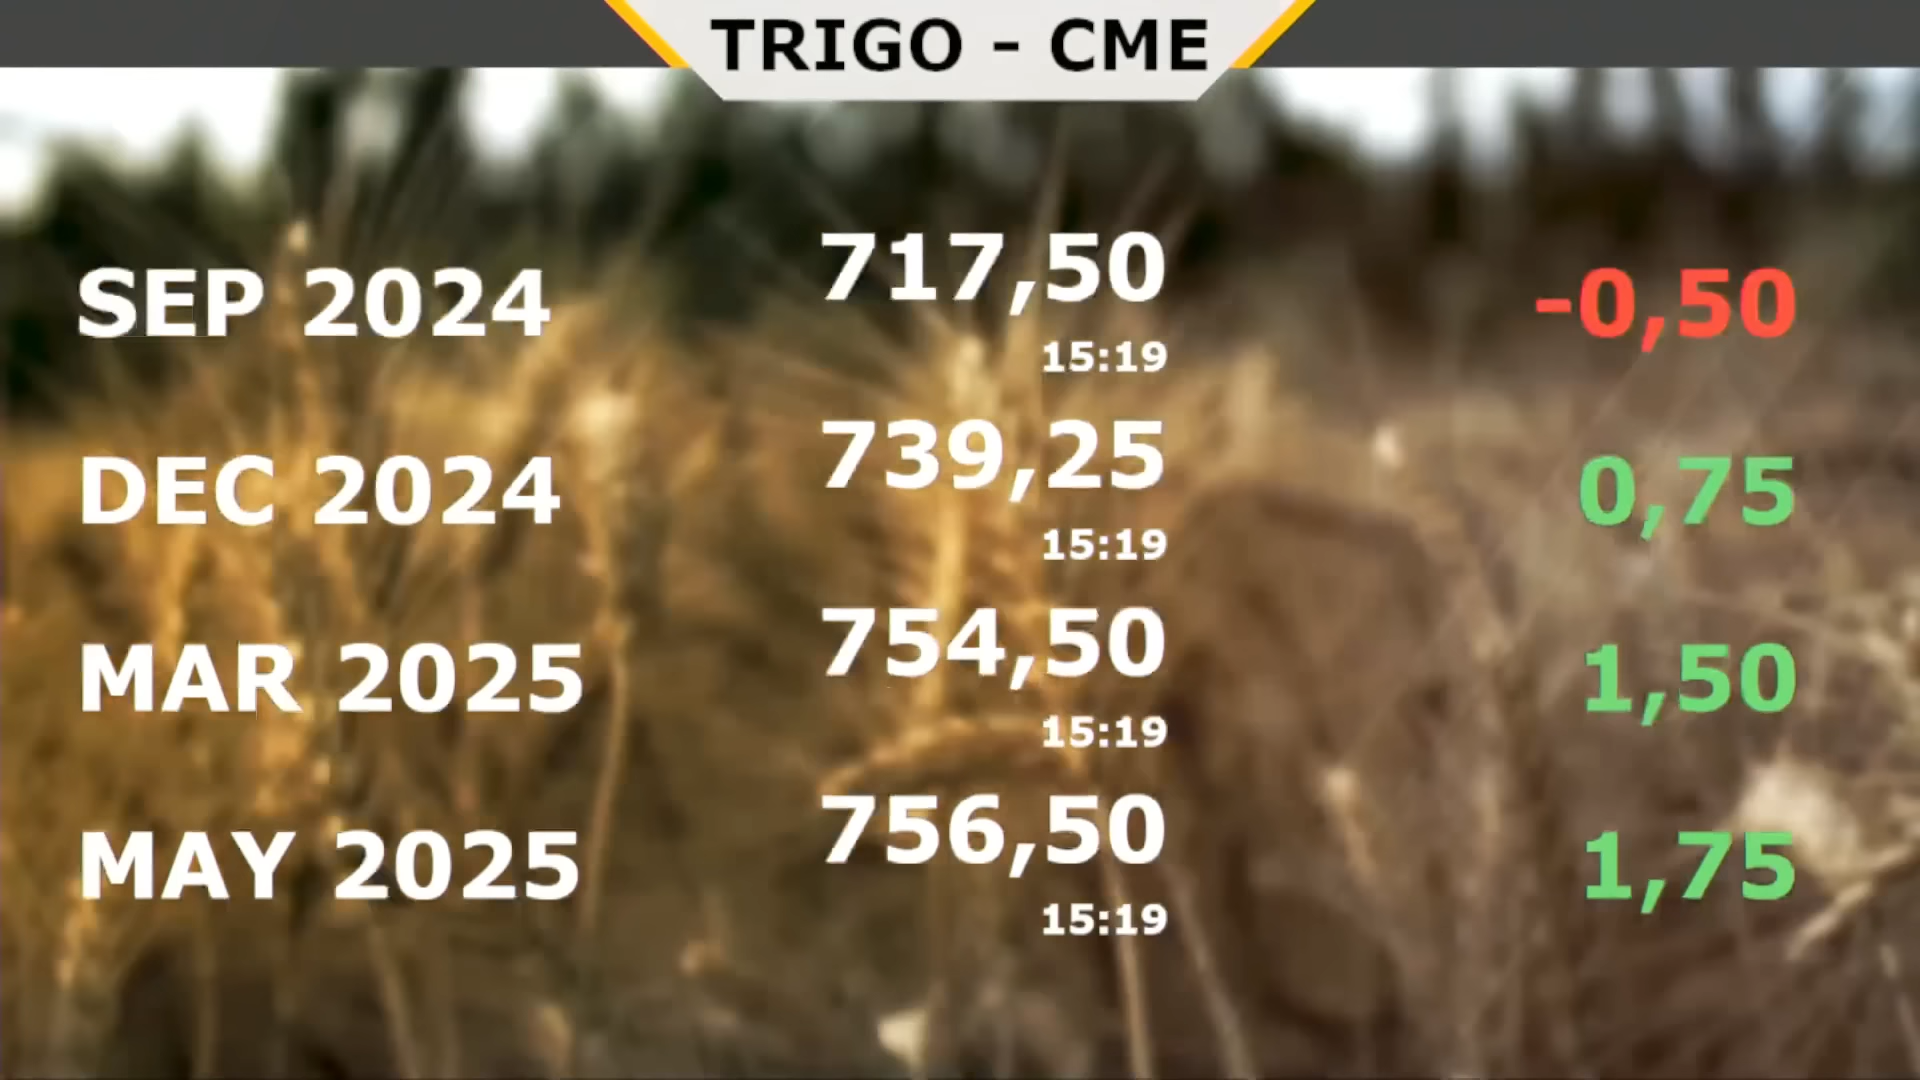 TRIGO - CME
SEP 2024 717,50 -0,50
15:19
DEC 2024 739,25 0,75
15:19
MAR 2025 754,50 1,50
15:19
MAY 2025 756,50 1,75
15:19